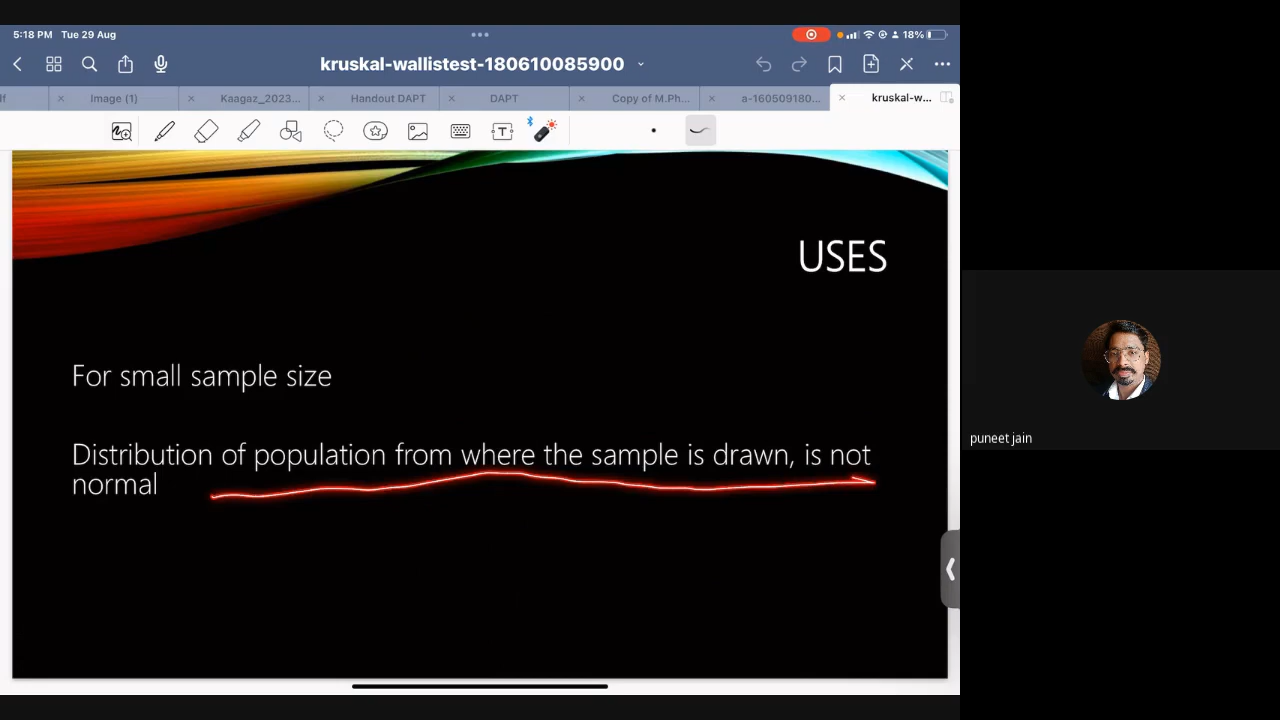 5:18 PM Tue 29 Aug
18%
kruskal-wallistest-180610085900
lf
Image (1)
Kaagaz_2023...
Handout DAPT
DAPT
Copy of M.Ph...
a-160509180...
kruskal-w...
T
USES
For small sample size
Distribution of population from where the sample is drawn, is not
normal
puneet jain